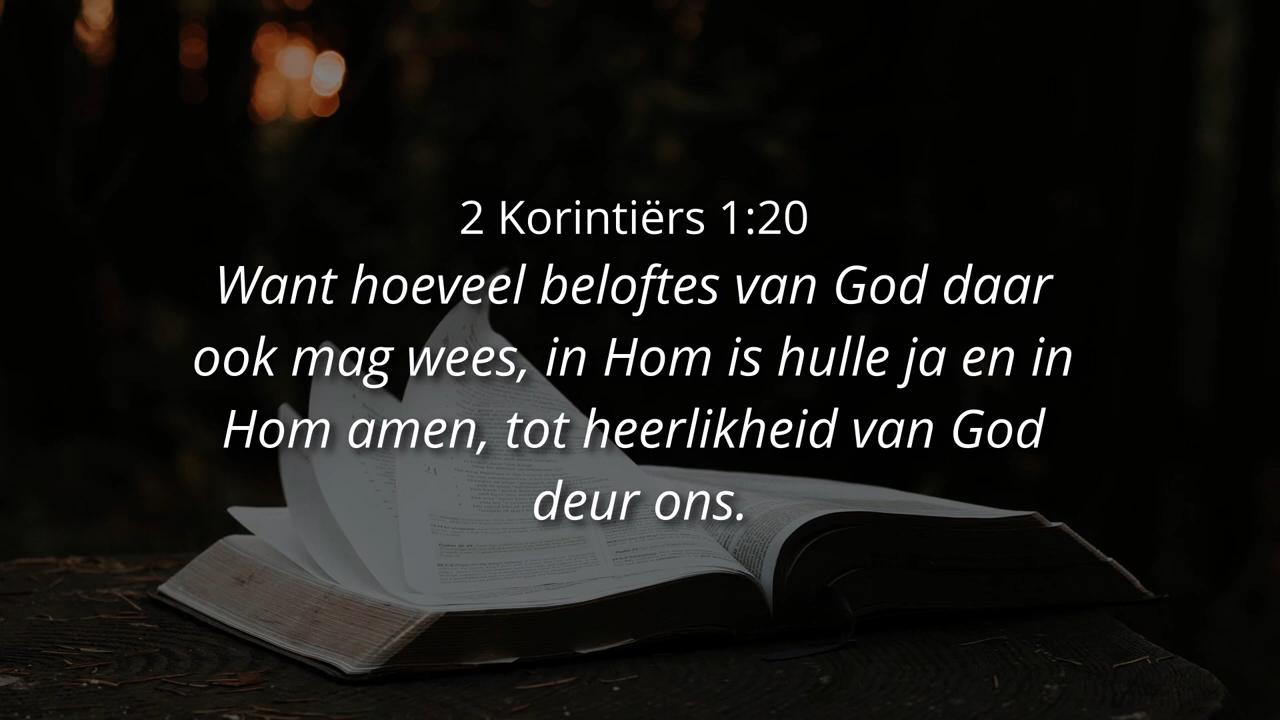 2 Korintiërs 1:20
Want hoeveel beloftes van God daar
ook mag wees, in Hom is hulle ja en in
Hom amen, tot heerlikheid van God
deur ons.